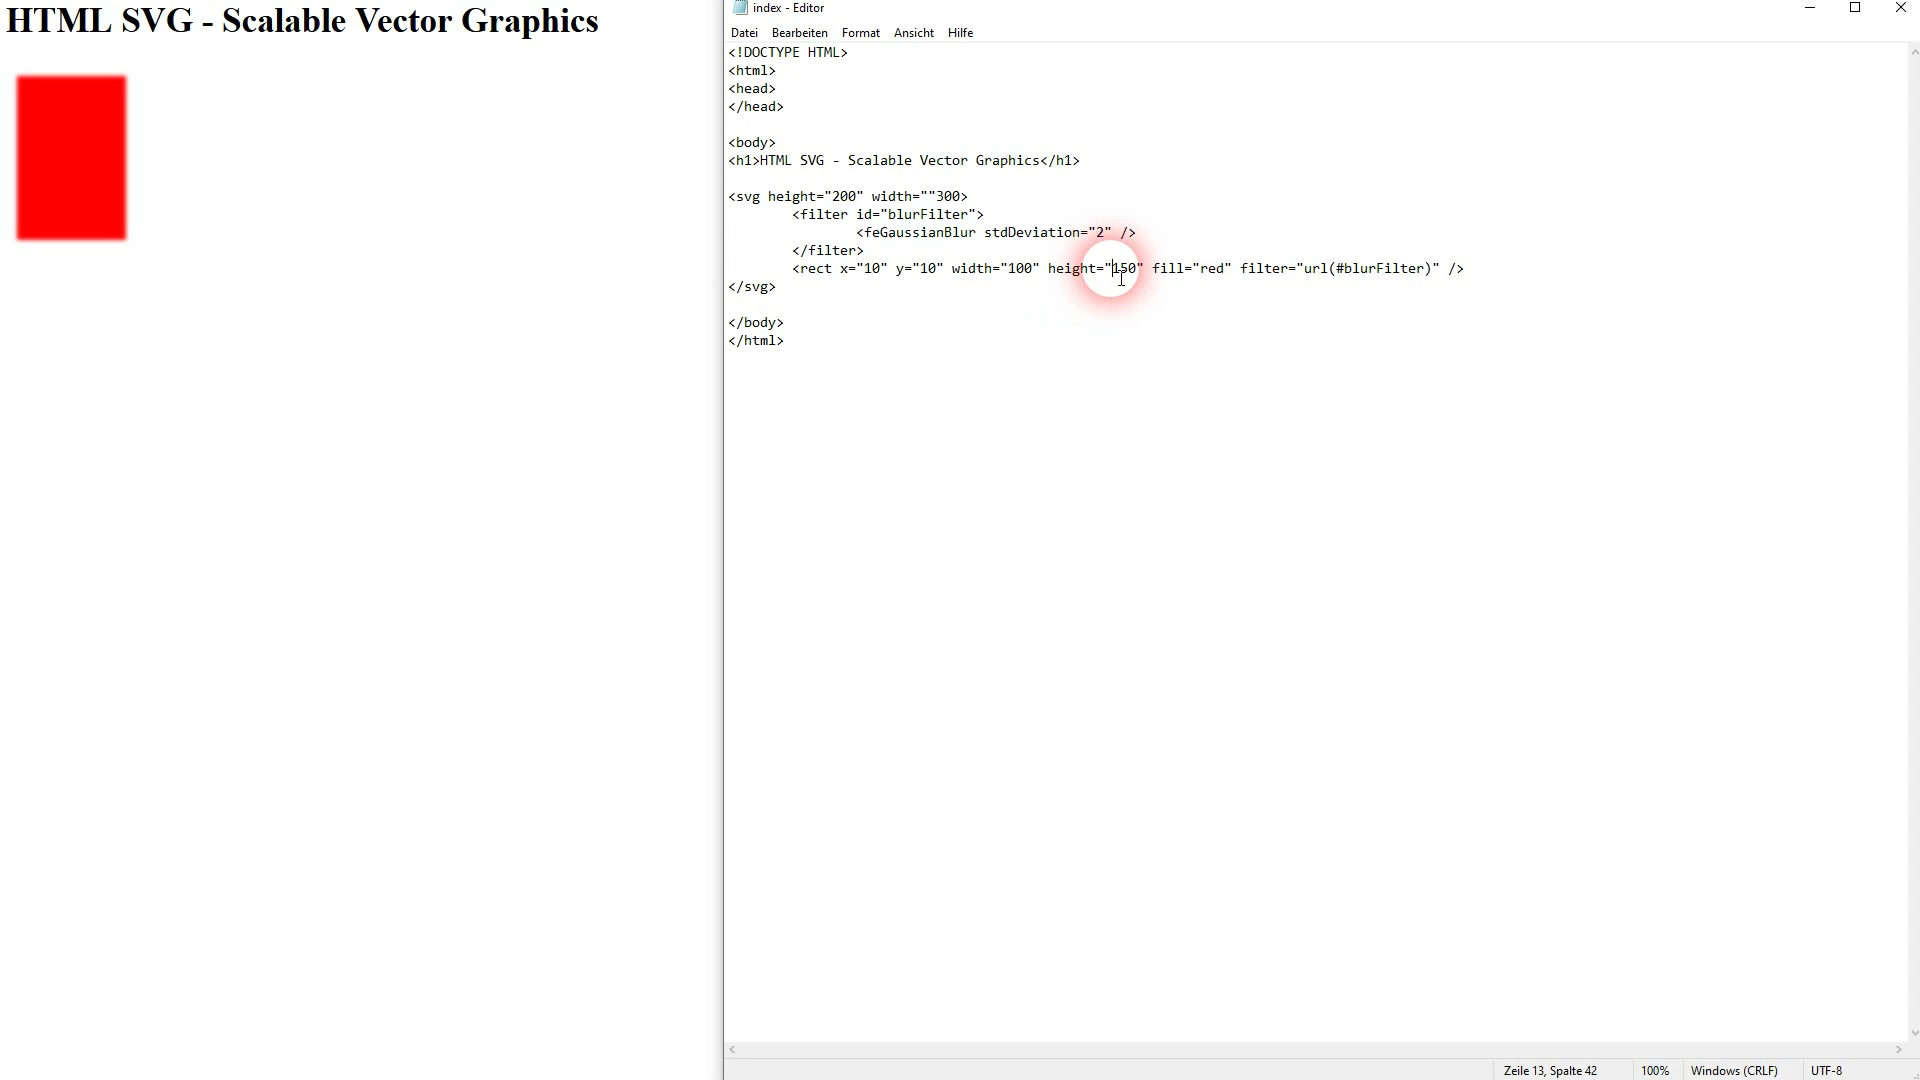 HTML SVG - Scalable Vector Graphics
index - Editor
Datei Bearbeiten Format Ansicht Hilfe
<!DOCTYPE HTML>
<html>
<head>
</head>
<body>
<h1>HTML SVG - Scalable Vector Graphics</h1>
<svg height="200" width=""300>
<filter id="blurFilter">
<feGaussianBlur stdDeviation="2" />
</filter>
<rect x="10" y="10" width="100" height="150" fill="red" filter="url(#blurFilter)" />
</svg>
</body>
</html>
Zeile 13, Spalte 42 100% Windows (CRLF) UTF-8